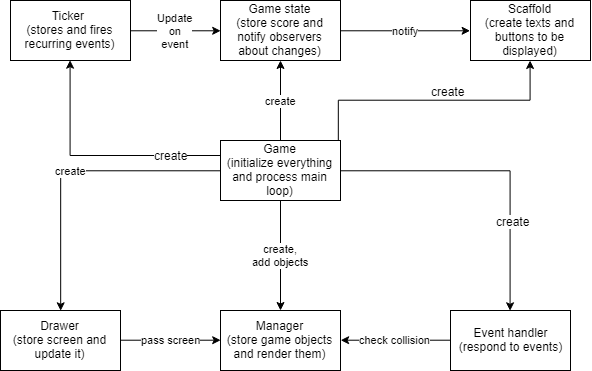 Ticker
(stores and fires
recurring events)
Update
on
event
Game state
(store score and
notify observers
about changes)
notify
Scaffold
(create texts and
buttons to be
displayed)
create
create
create
Game
(initialize everything
and process main
loop)
create
create
create,
add objects
Drawer
(store screen and
update it)
pass screen
Manager
(store game objects
and render them)
check collision
Event handler
(respond to events)